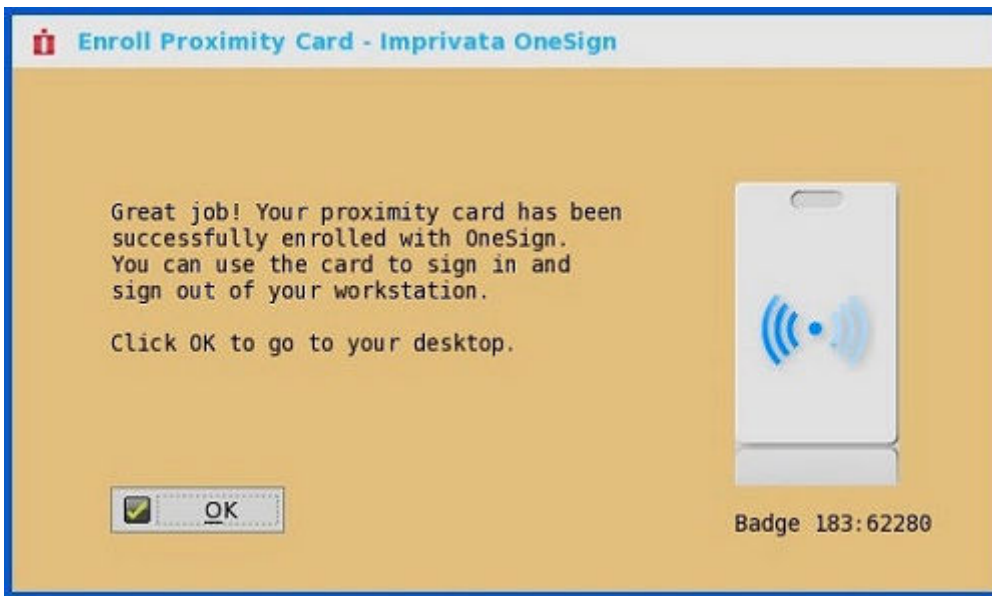 Enroll Proximity Card - Imprivata OneSign
Great job! Your proximity card has been
successfully enrolled with OneSign.
You can use the card to sign in and
sign out of your workstation.
Click OK to go to your desktop.
OK
Badge 183:62280